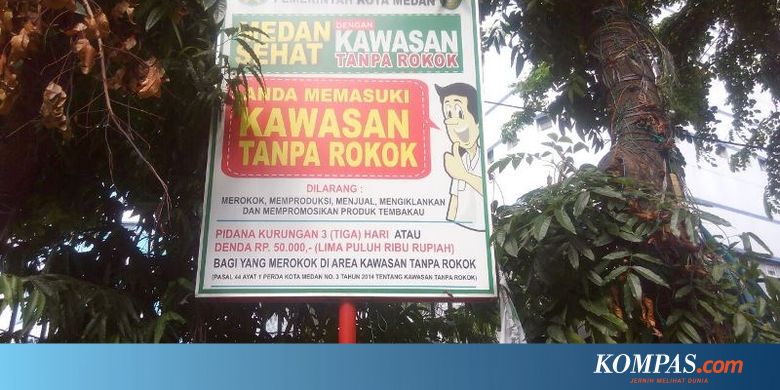 PEMERINTAH KOTA MEDAN
MEDAN SEHAT
DENGAN
KAWASAN
TANPA ROKOK
ANDA MEMASUKI
KAWASAN
TANPA ROKOK
DILARANG :
MEROKOK, MEMPRODUKSI, MENJUAL, MENGIKLANKAN
DAN MEMPROMOSIKAN PRODUK TEMBAKAU
PIDANA KURUNGAN 3 (TIGA) HARI ATAU
DENDA RP. 50.000,- (LIMA PULUH RIBU RUPIAH)
BAGI YANG MEROKOK DI AREA KAWASAN TANPA ROKOK
(PASAL 44 AYAT 1 PERDA KOTA MEDAN NO. 3 TAHUN 2014 TENTANG KAWASAN TANPA ROKOK)
KOMPAS.com
JERNIH MELIHAT DUNIA